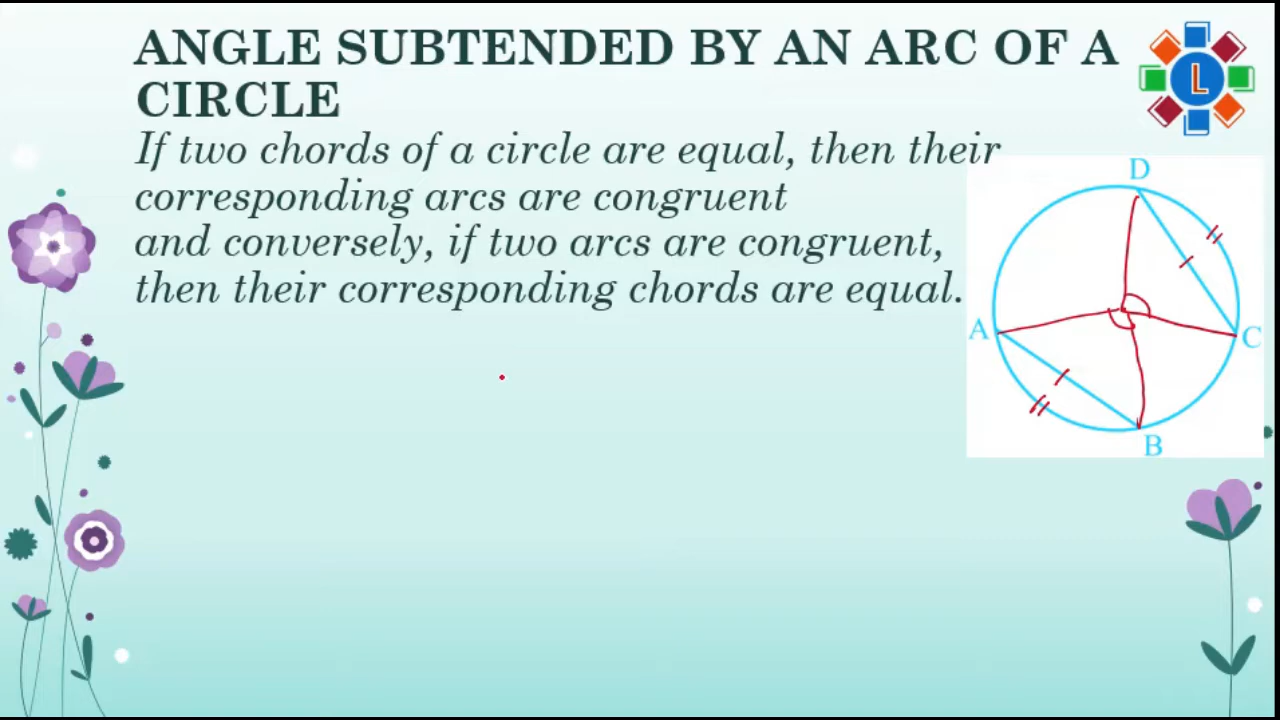 ANGLE SUBTENDED BY AN ARC OF A
CIRCLE
If two chords of a circle are equal, then their
corresponding arcs are congruent
and conversely, if two arcs are congruent,
then their corresponding chords are equal.
L
D
A
C
B